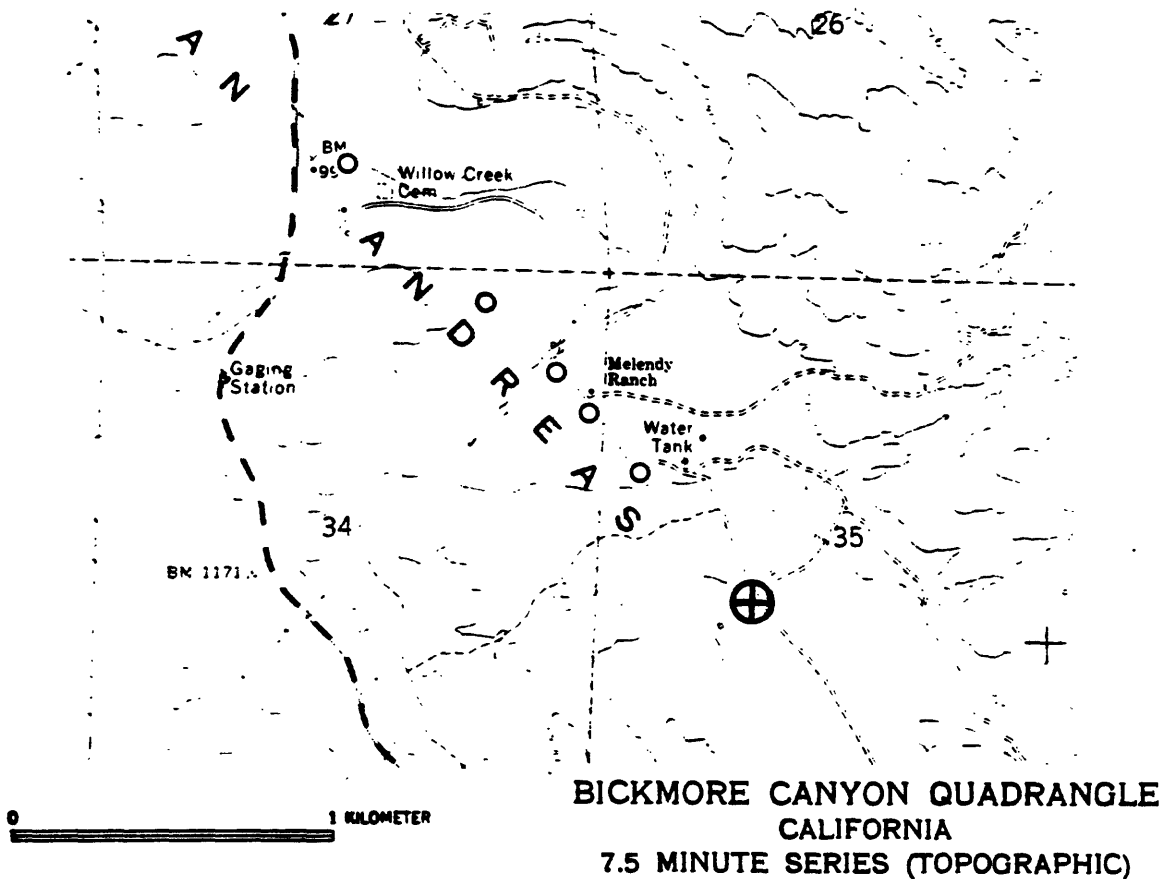 26
A N
BM
Willow Creek
Cem
A N D R E A S
Gaging
Station
Melendy
Ranch
Water
Tank
34
35
BM 1171
0
1 KILOMETER
BICKMORE CANYON QUADRANGLE
CALIFORNIA
7.5 MINUTE SERIES (TOPOGRAPHIC)